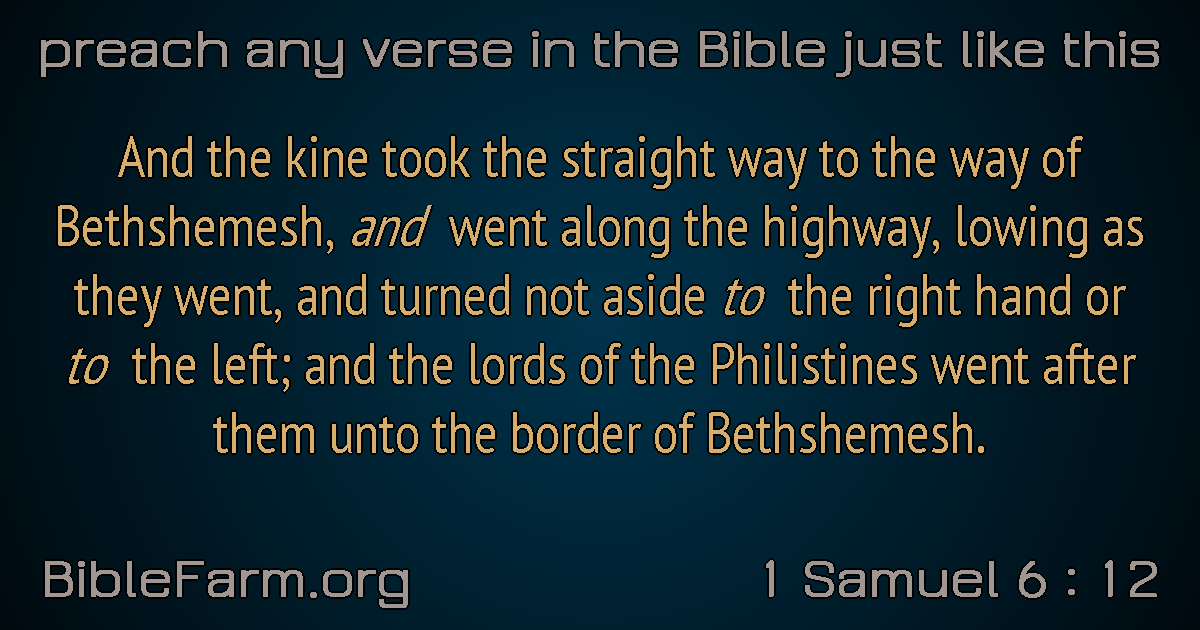 preach any verse in the Bible just like this
And the kine took the straight way to the way of
Bethshemesh, and went along the highway, lowing as
they went, and turned not aside to the right hand or
to the left; and the lords of the Philistines went after
them unto the border of Bethshemesh.
BibleFarm.org
1 Samuel 6 : 12